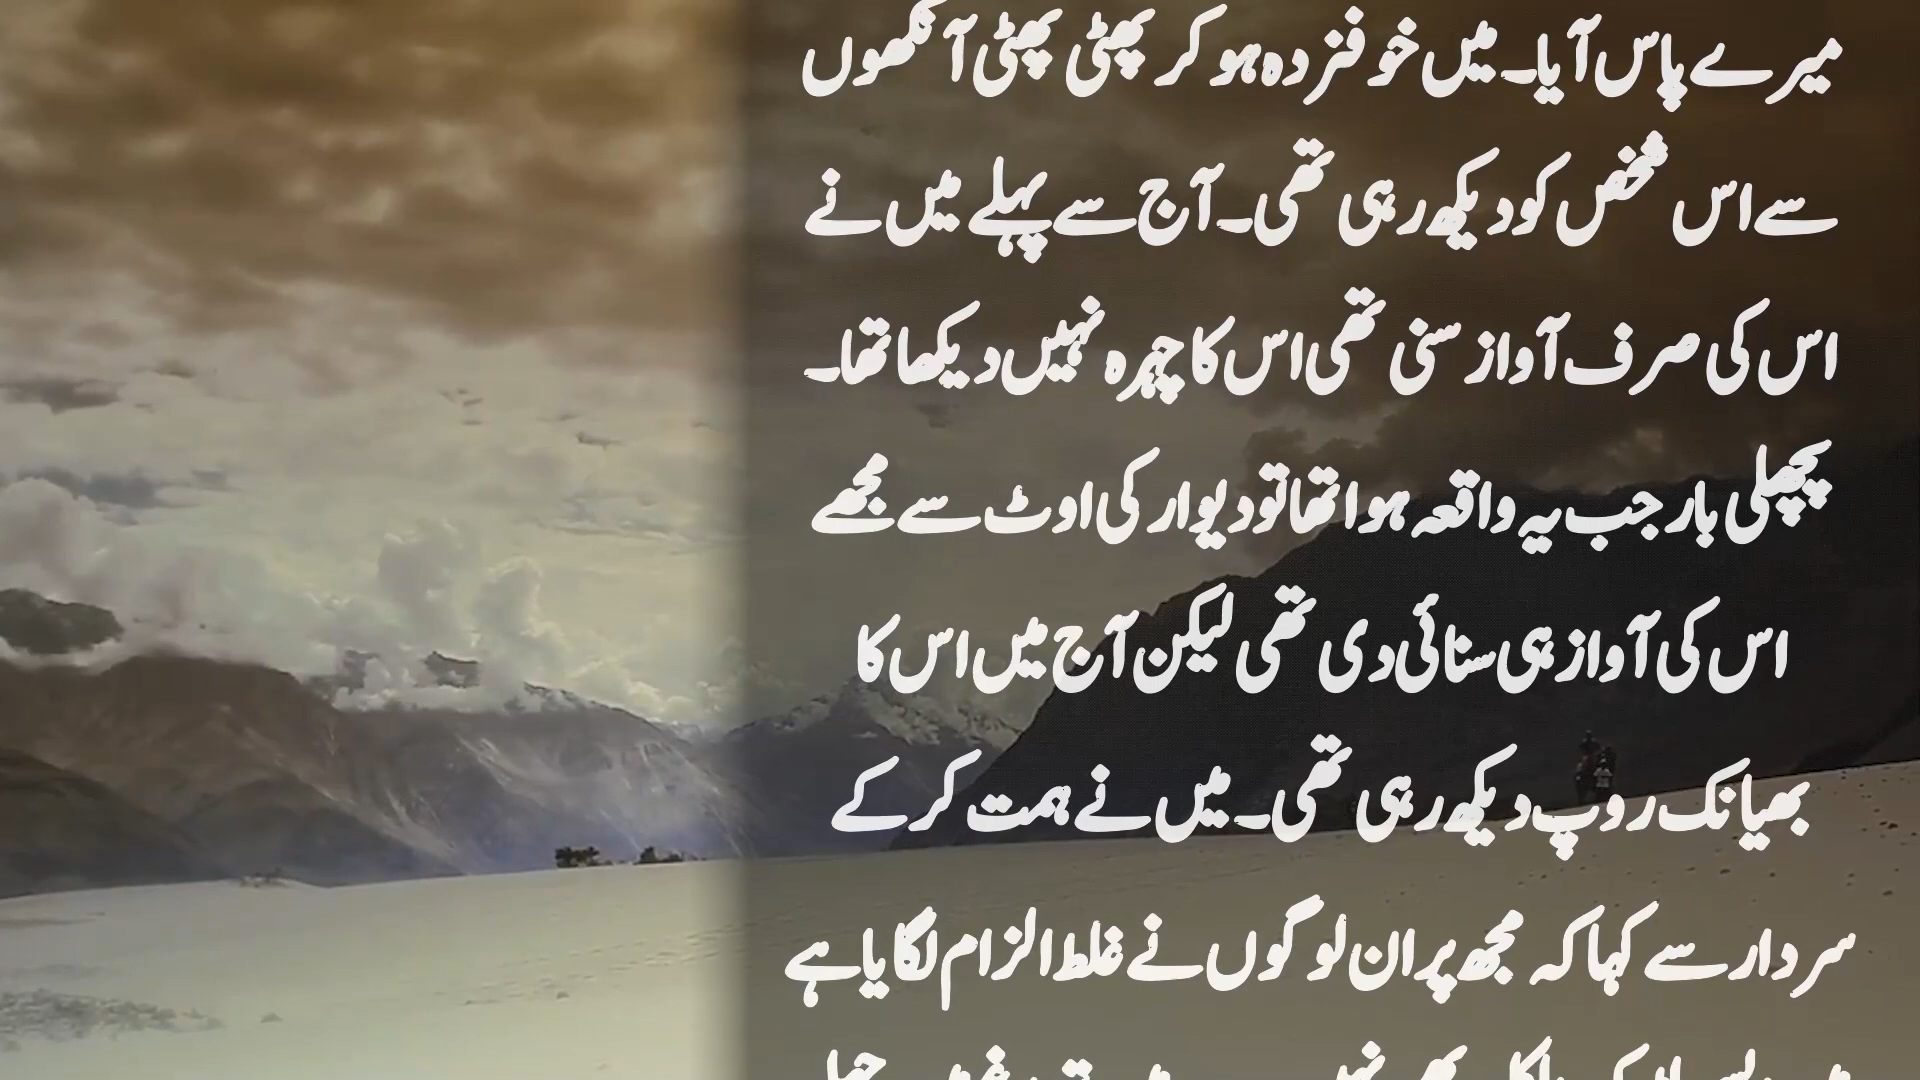 میرے پاس آیا۔ میں خوفزدہ ہو کر پھٹی پھٹی آنکھوں
سے اس شخص کو دیکھ رہی تھی۔ آج سے پہلے میں نے
اس کی صرف آواز سنی تھی اس کا چہرہ نہیں دیکھا تھا۔
پچھلی بار جب یہ واقعہ ہوا تھا تو دیوار کی اوٹ سے مجھے
اس کی آواز ہی سنائی دی تھی لیکن آج میں اس کا
بھیانک روپ دیکھ رہی تھی۔ میں نے ہمت کر کے
سردار سے کہا کہ مجھ پر ان لوگوں نے غلط الزام لگایا ہے